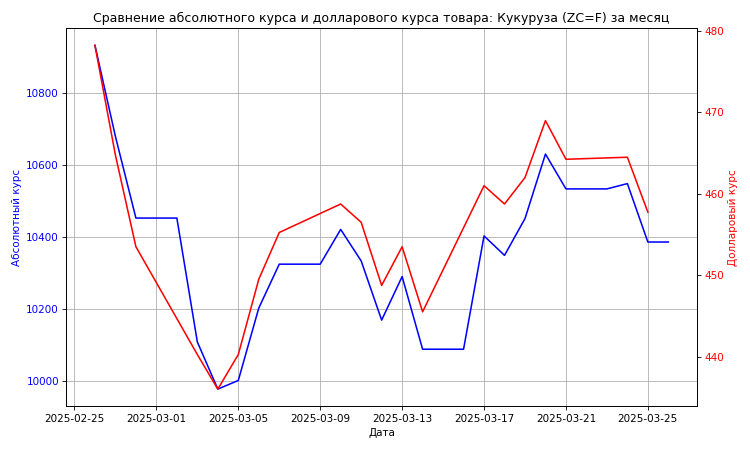 Сравнение абсолютного курса и долларового курса товара: Кукуруза (ZC=F) за месяц
Абсолютный курс
10800
10600
10400
10200
10000
480
470
460
450
440
Долларовый курс
2025-02-25 2025-03-01 2025-03-05 2025-03-09 2025-03-13 2025-03-17 2025-03-21 2025-03-25
Дата